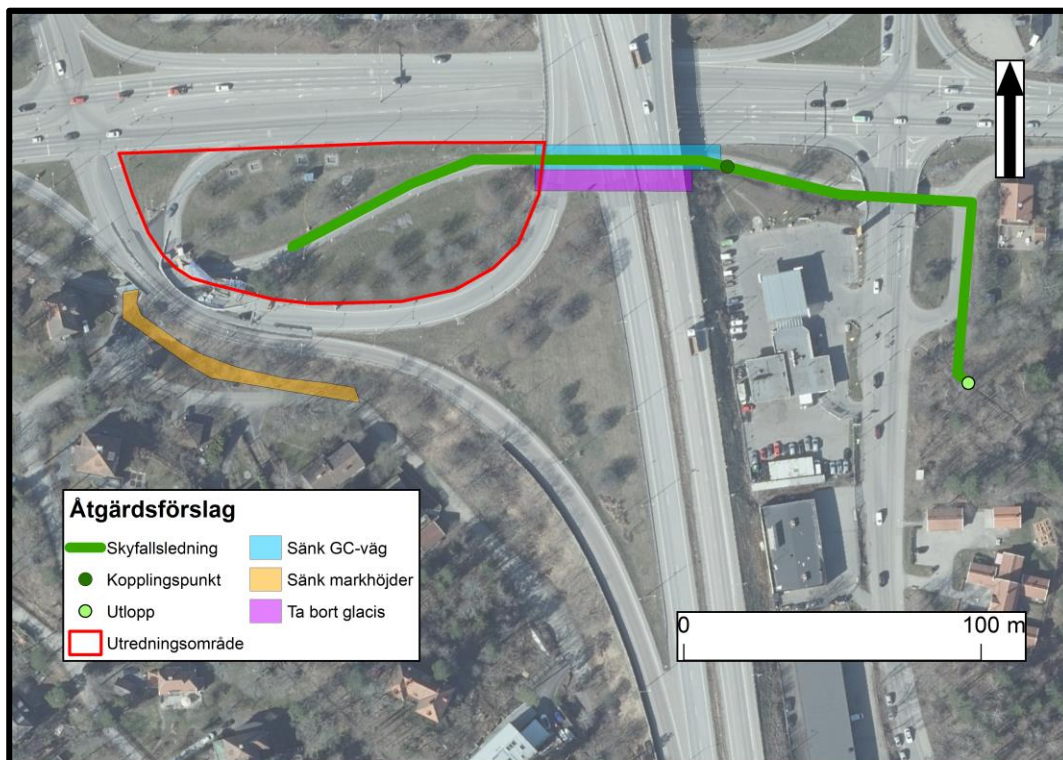 Åtgärdsförslag
Skyfallsledning
Kopplingspunkt
Utlopp
Utredningsområde
Sänk GC-väg
Sänk markhöjder
Ta bort glacis
0 100 m